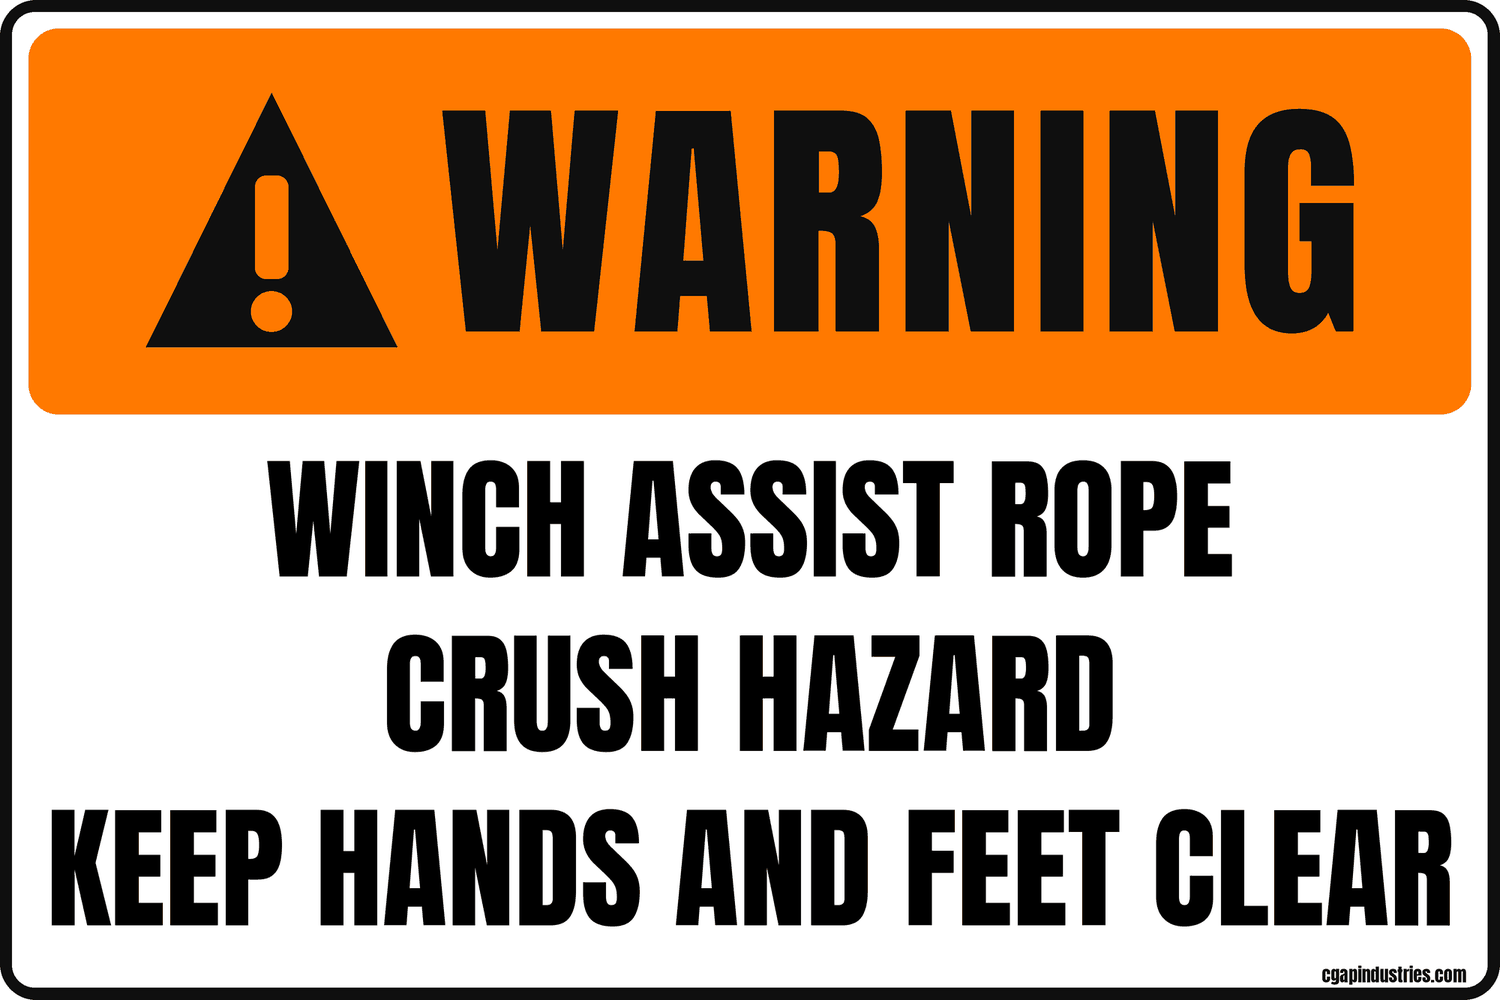 WARNING
WINCH ASSIST ROPE
CRUSH HAZARD
KEEP HANDS AND FEET CLEAR
cgapindustries.com